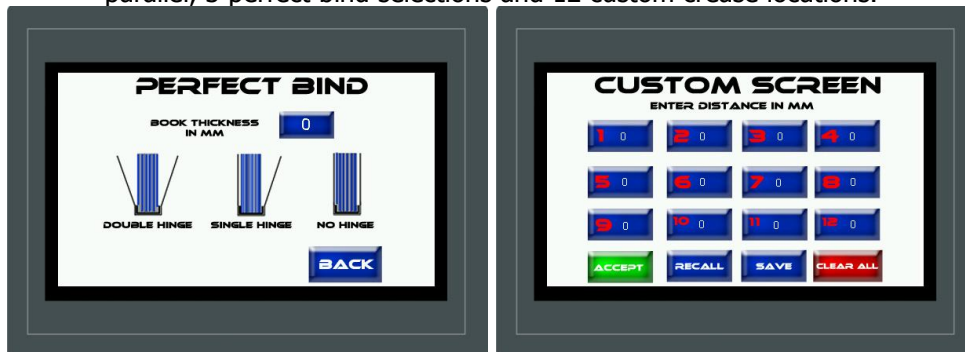 parallel, 3 perfect bind selections and 12 custom crease locations.
PERFECT BIND
BOOK THICKNESS
IN MM
0
DOUBLE HINGE SINGLE HINGE NO HINGE
BACK
CUSTOM SCREEN
ENTER DISTANCE IN MM
1 0 2 0 3 0 4 0
5 0 6 0 7 0 8 0
9 0 10 0 11 0 12 0
ACCEPT RECALL SAVE CLEAR ALL